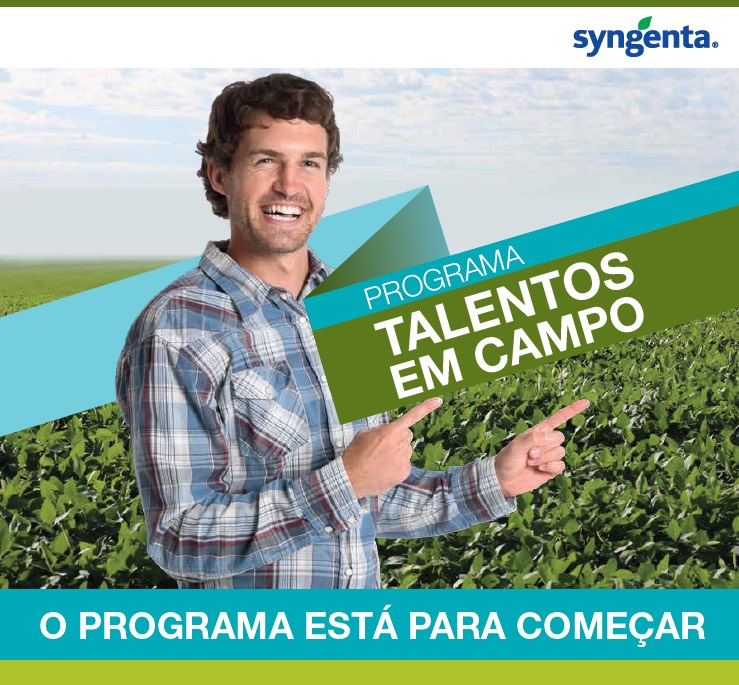 syngenta®
PROGRAMA
TALENTOS
EM CAMPO
O PROGRAMA ESTÁ PARA COMEÇAR